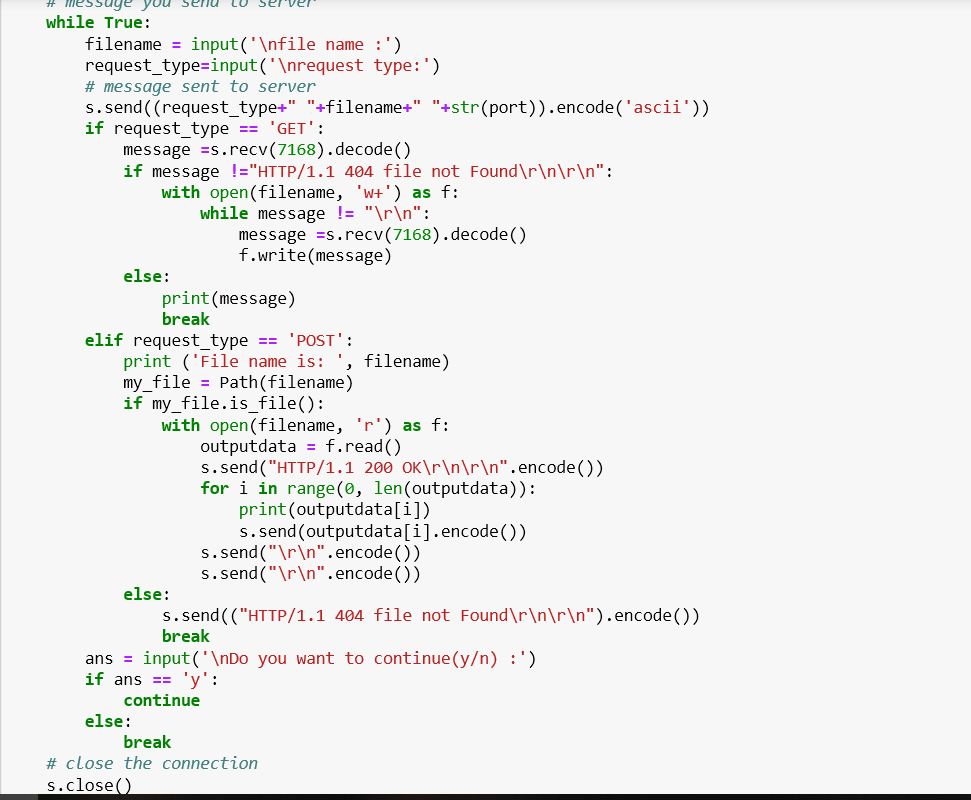 # message you send to server
while True:
    filename = input('\nfile name :')
    request_type=input('\nrequest type:')
    # message sent to server
    s.send((request_type+" "+filename+" "+str(port)).encode('ascii'))
    if request_type == 'GET':
        message =s.recv(7168).decode()
        if message !="HTTP/1.1 404 file not Found\r\n\r\n":
            with open(filename, 'w+') as f:
                while message != "\r\n":
                    message =s.recv(7168).decode()
                    f.write(message)
        else:
            print(message)
            break
    elif request_type == 'POST':
        print ('File name is: ', filename)
        my_file = Path(filename)
        if my_file.is_file():
            with open(filename, 'r') as f:
                outputdata = f.read()
                s.send("HTTP/1.1 200 OK\r\n\r\n".encode())
                for i in range(0, len(outputdata)):
                    print(outputdata[i])
                    s.send(outputdata[i].encode())
                s.send("\r\n".encode())
                s.send("\r\n".encode())
        else:
            s.send(("HTTP/1.1 404 file not Found\r\n\r\n").encode())
            break
    ans = input('\nDo you want to continue(y/n) :')
    if ans == 'y':
        continue
    else:
        break
# close the connection
s.close()